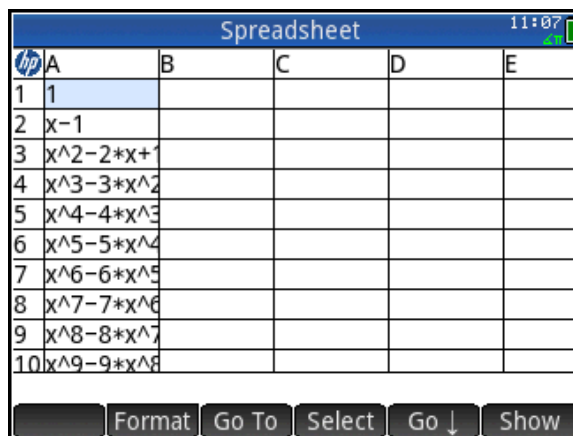 Spreadsheet 11:07
∡π
hp A B C D E
1 1
2 x-1
3 x^2-2*x+1
4 x^3-3*x^2
5 x^4-4*x^3
6 x^5-5*x^4
7 x^6-6*x^5
8 x^7-7*x^6
9 x^8-8*x^7
10 x^9-9*x^8
Format Go To Select Go ↓ Show